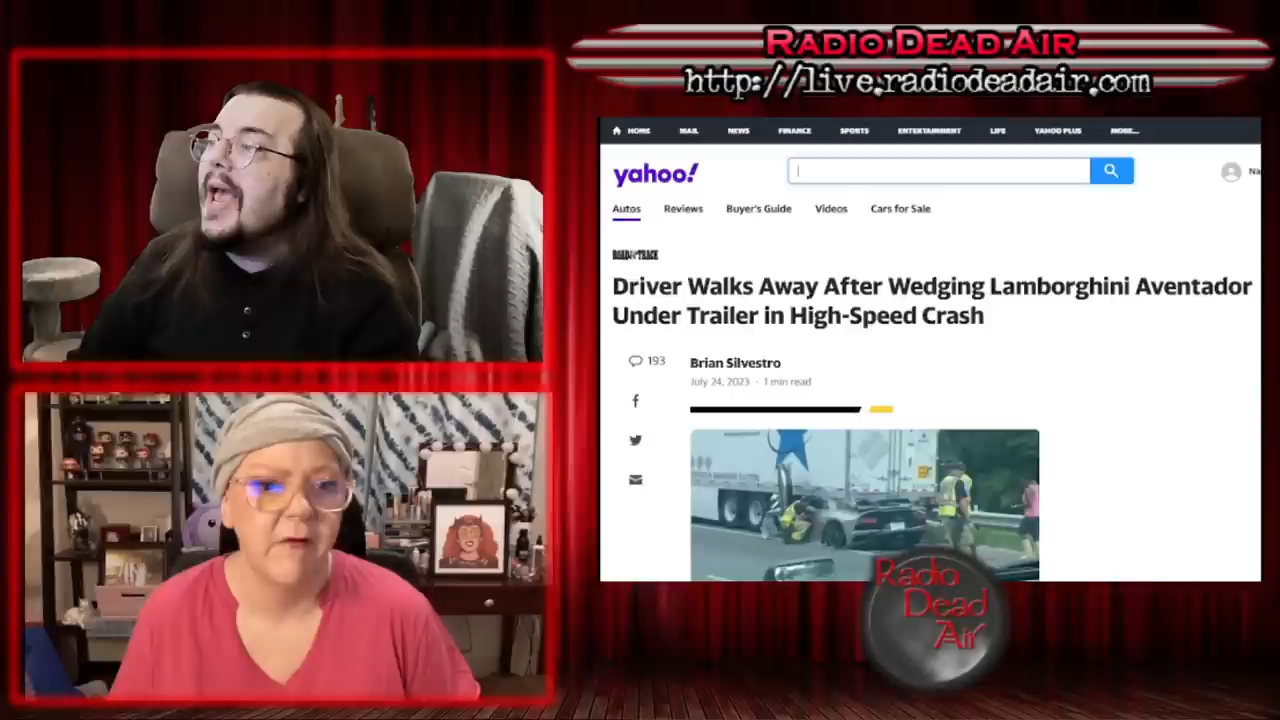 Radio Dead Air
http://live.radiodeadair.com
HOME MAIL NEWS FINANCE SPORTS ENTERTAINMENT LIFE YAHOO PLUS MORE...
yahoo!
Na
Autos Reviews Buyer's Guide Videos Cars for Sale
ROAD & TRACK
Driver Walks Away After Wedging Lamborghini Aventador
Under Trailer in High-Speed Crash
193
Brian Silvestro
July 24, 2023 · 1 min read
Radio
Dead
Air